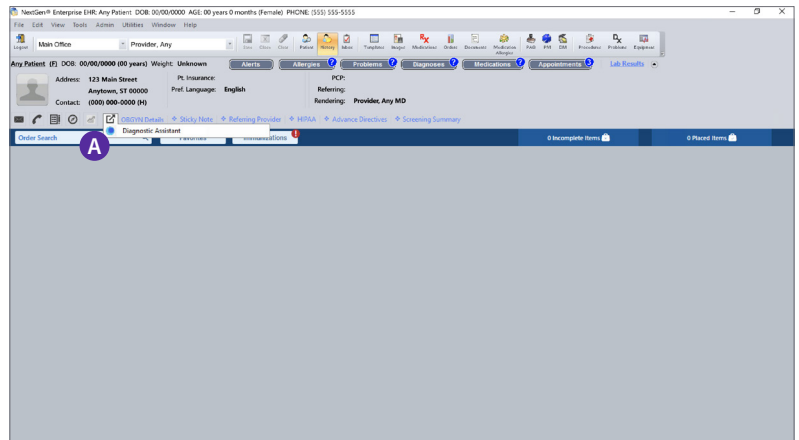 NextGen® Enterprise EHR: Any Patient DOB: 00/00/0000 AGE: 00 years 0 months (Female) PHONE: (555) 555-5555
File Edit View Tools Admin Utilities Window Help
Main Office Provider, Any
Logout Save Clear Patient History Inbox Templates Images Medications Orders Documents Medication Allergies PAQ PM Procedures Problems Equipment
Any Patient (F) DOB: 00/00/0000 (00 years) Weight: Unknown Alerts Allergies ? Problems ? Diagnoses ? Medications ? Appointments 3 Lab Results
Address: 123 Main Street Pt. Insurance: PCP:
Anytown, ST 00000 Pref. Language: English Referring:
Contact: (000) 000-0000 (H) Rendering: Provider, Any MD
OBGYN Details Sticky Note Referring Provider HIPAA Advance Directives Screening Summary
Diagnostic Assistant
Order Search Favorites Immunizations ! 0 Incomplete Items 0 Placed Items
A